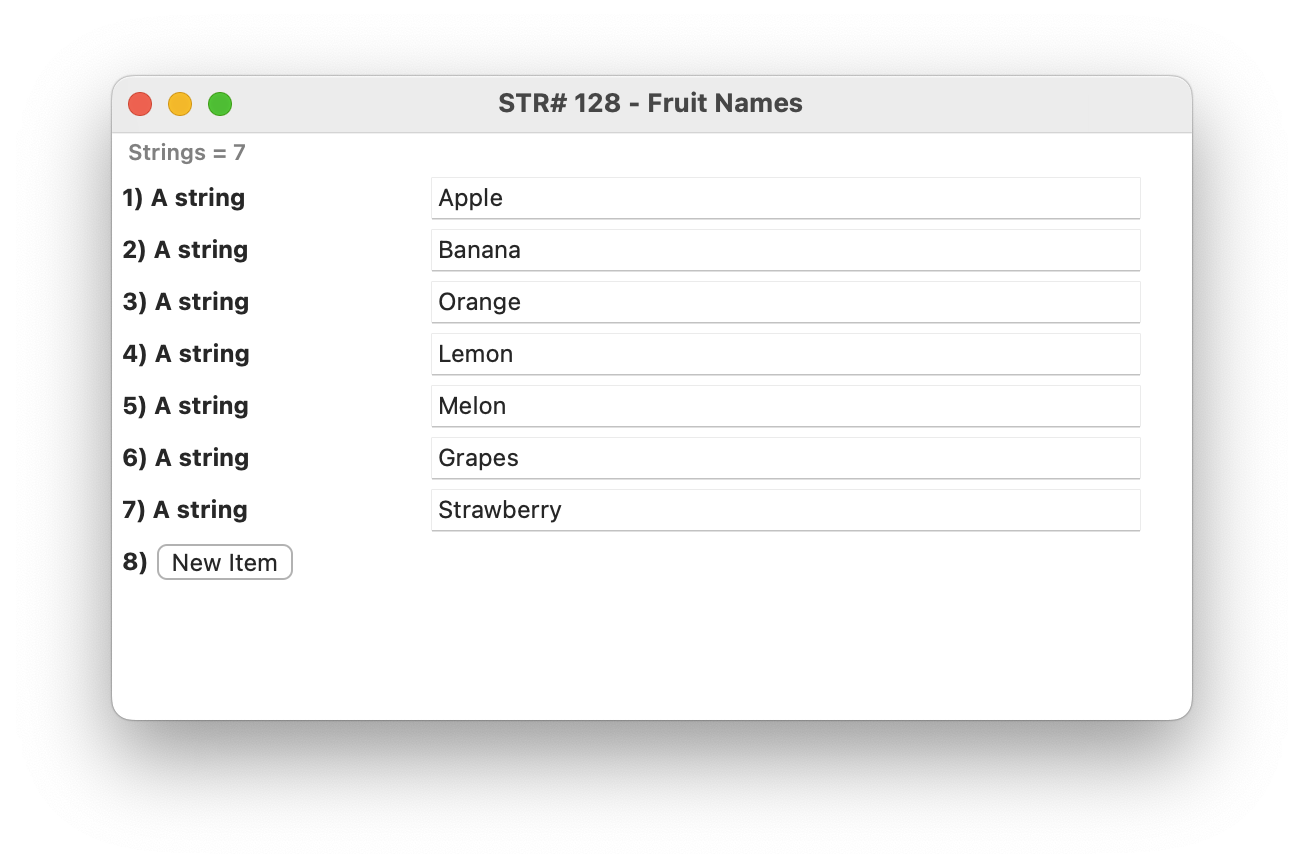 STR# 128 - Fruit Names
Strings = 7
1) A string Apple
2) A string Banana
3) A string Orange
4) A string Lemon
5) A string Melon
6) A string Grapes
7) A string Strawberry
8) New Item